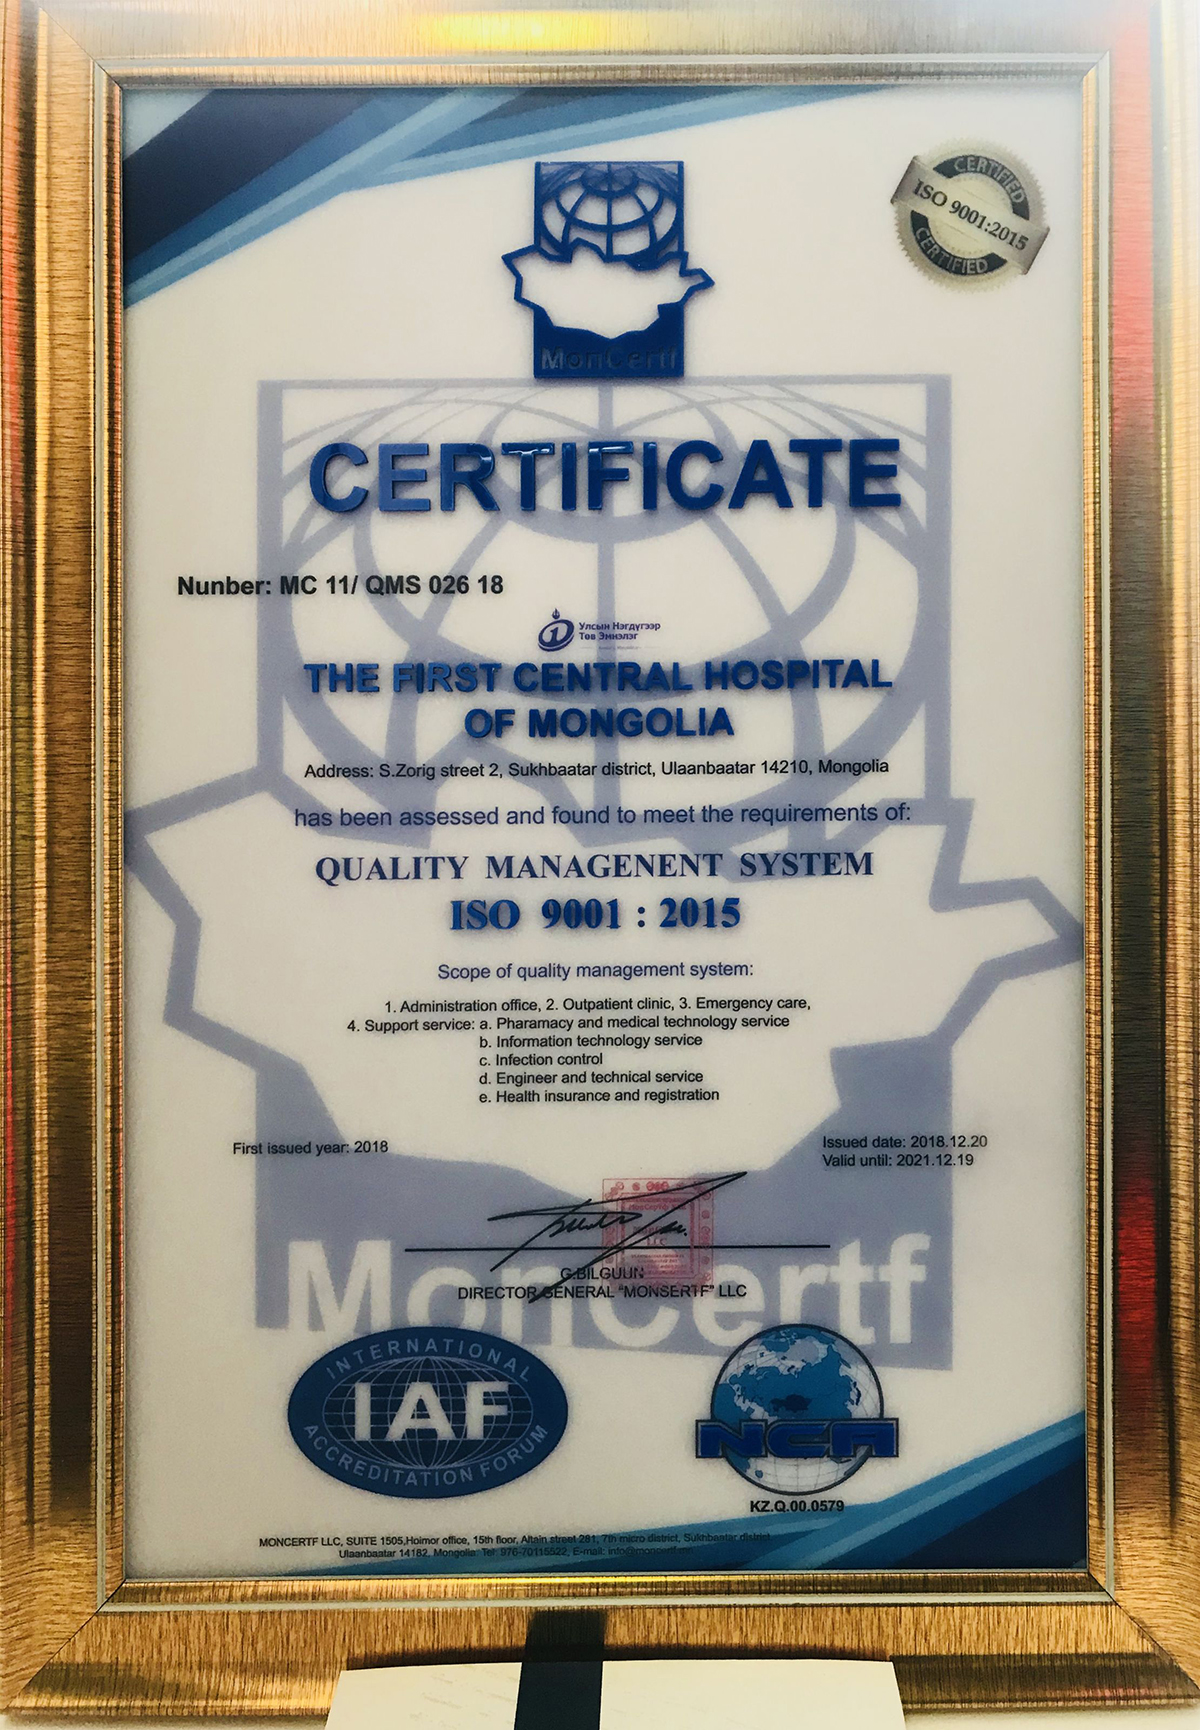 CERTIFIED
ISO 9001:2015
CERTIFIED
MonCertf
CERTIFICATE
Nunber: MC 11/ QMS 026 18
Улсын Нэгдүгээр
Төв Эмнэлэг
THE FIRST CENTRAL HOSPITAL
OF MONGOLIA
Address: S.Zorig street 2, Sukhbaatar district, Ulaanbaatar 14210, Mongolia
has been assessed and found to meet the requirements of:
QUALITY MANAGENENT SYSTEM
ISO 9001 : 2015
Scope of quality management system:
1. Administration office, 2. Outpatient clinic, 3. Emergency care,
4. Support service: a. Pharamacy and medical technology service
b. Information technology service
c. Infection control
d. Engineer and technical service
e. Health insurance and registration
First issued year: 2018
Issued date: 2018.12.20
Valid until: 2021.12.19
G.BILGUUN
DIRECTOR GENERAL “MONSERTF” LLC
MonCertf
INTERNATIONAL
IAF
ACCREDITATION FORUM
NCA
KZ.Q.00.0579
MONCERTF LLC, SUITE 1505,Hoimor office, 15th floor, Altain street 281, 7th micro district, Sukhbaatar district
Ulaanbaatar 14182, Mongolia. Tel: 976-70115522, E-mail: